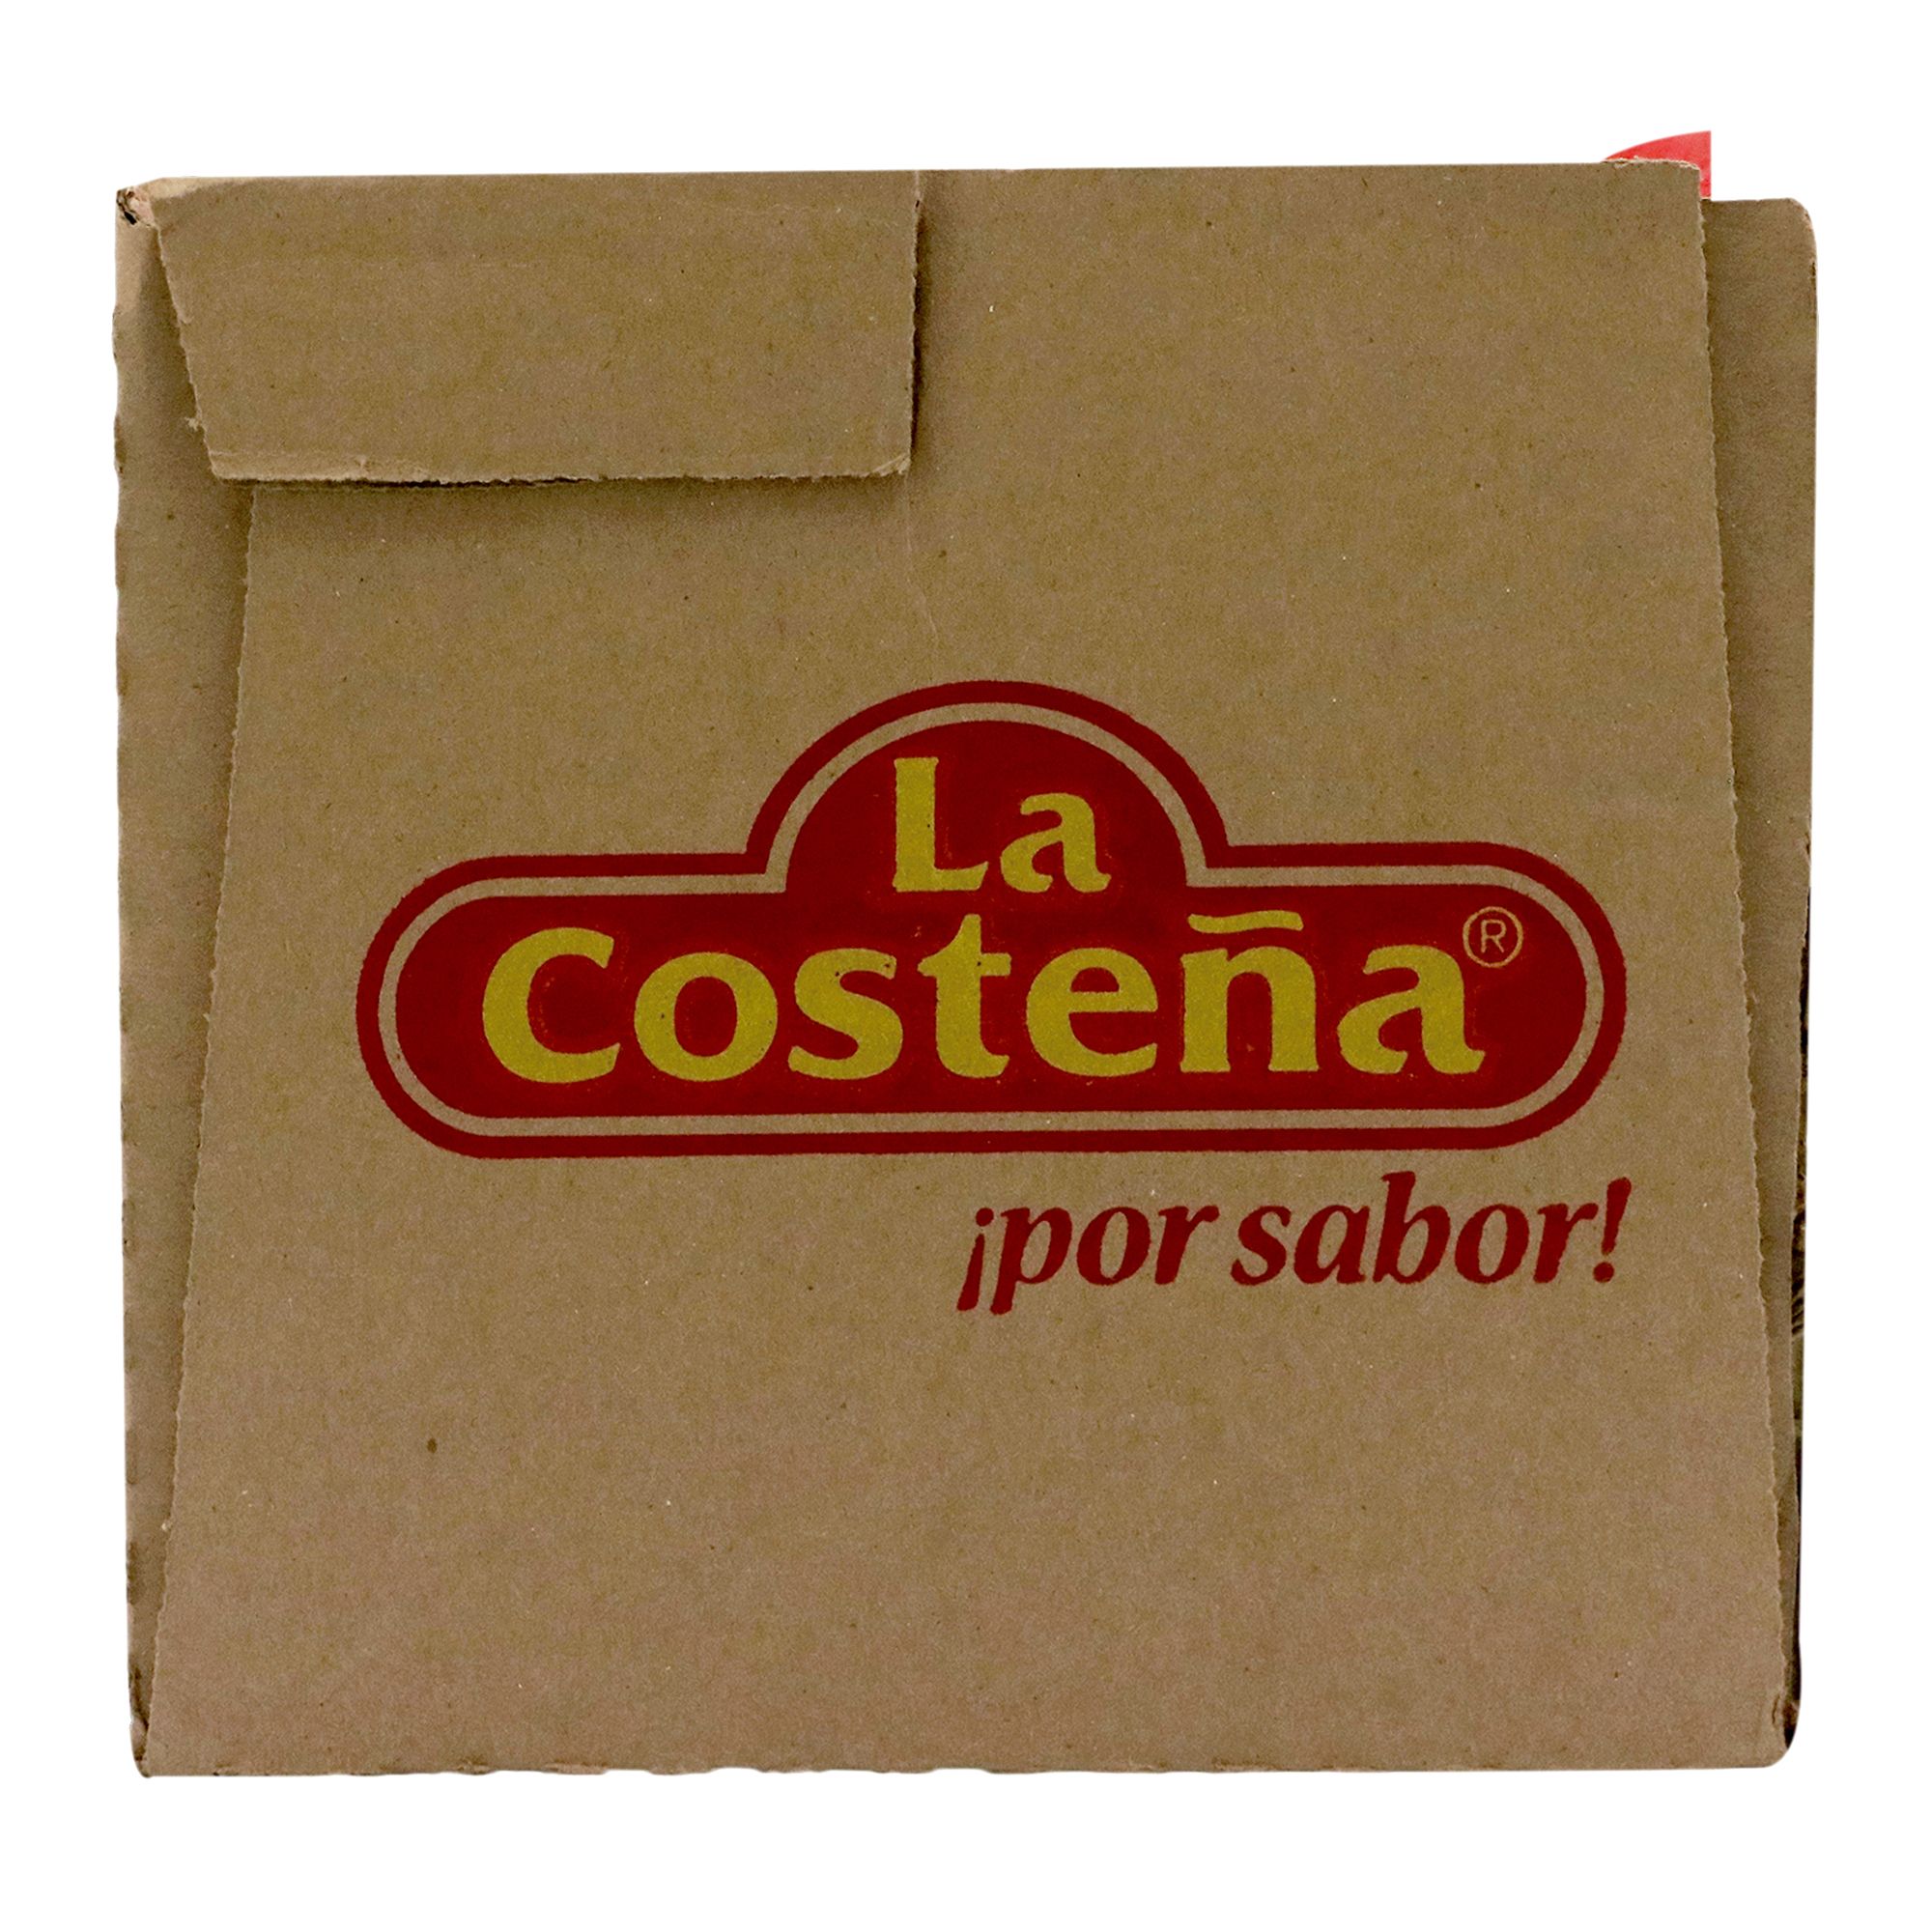 La
Costeña®
¡por sabor!